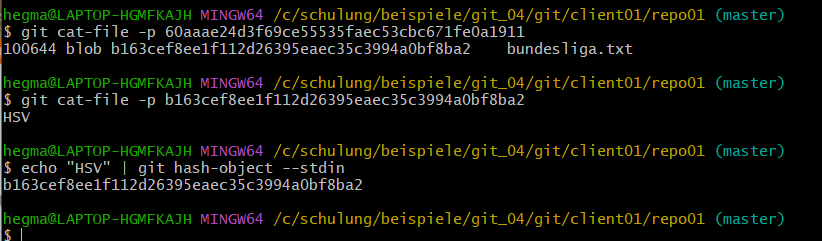 hegma@LAPTOP-HGMFKAJH MINGW64 /c/schulung/beispiele/git_04/git/client01/repo01 (master)
$ git cat-file -p 60aaae24d3f69ce55535faec53cbc671fe0a1911
100644 blob b163cef8ee1f112d26395eaec35c3994a0bf8ba2    bundesliga.txt
hegma@LAPTOP-HGMFKAJH MINGW64 /c/schulung/beispiele/git_04/git/client01/repo01 (master)
$ git cat-file -p b163cef8ee1f112d26395eaec35c3994a0bf8ba2
HSV
hegma@LAPTOP-HGMFKAJH MINGW64 /c/schulung/beispiele/git_04/git/client01/repo01 (master)
$ echo "HSV" | git hash-object --stdin
b163cef8ee1f112d26395eaec35c3994a0bf8ba2
hegma@LAPTOP-HGMFKAJH MINGW64 /c/schulung/beispiele/git_04/git/client01/repo01 (master)
$